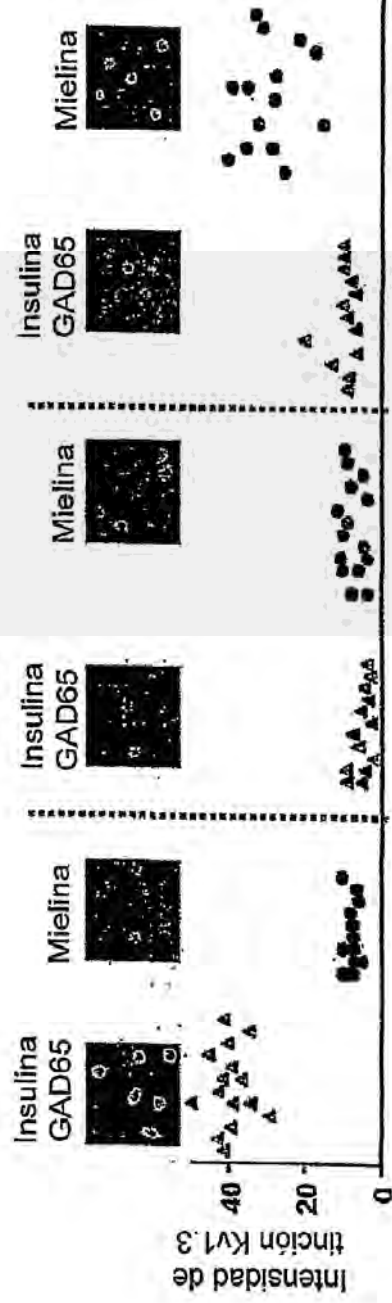 Insulina
GAD65
Mielina
Insulina
GAD65
Mielina
Insulina
GAD65
Mielina
Intensidad de
tinción Kv1.3
40
20
0